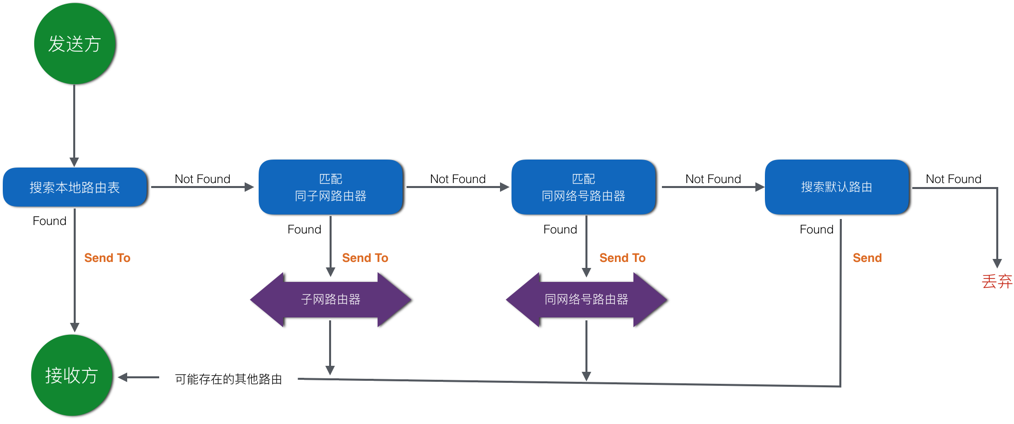 发送方
搜索本地路由表
Not Found
匹配
同子网路由器
Not Found
匹配
同网络号路由器
Not Found
搜索默认路由
Not Found
Found
Found
Found
Found
Send To
Send To
Send To
Send
丢弃
子网路由器
同网络号路由器
接收方
可能存在的其他路由